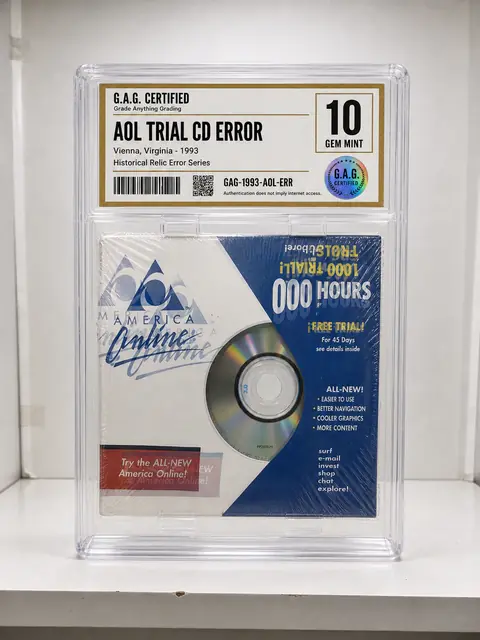 G.A.G. CERTIFIED
Grade Anything Grading
AOL TRIAL CD ERROR
Vienna, Virginia - 1993
Historical Relic Error Series
GAG-1993-AOL-ERR
Authentication does not imply internet access.
10
GEM MINT
G.A.G.
CERTIFIED
AMERICA
Online
1000 TRIAL!
000 HOURS
FREE TRIAL!
For 45 Days
see details inside
ALL-NEW!
• EASIER TO USE
• BETTER NAVIGATION
• COOLER GRAPHICS
• MORE CONTENT
surf
e-mail
invest
shop
chat
explore!
Try the ALL-NEW
America Online!